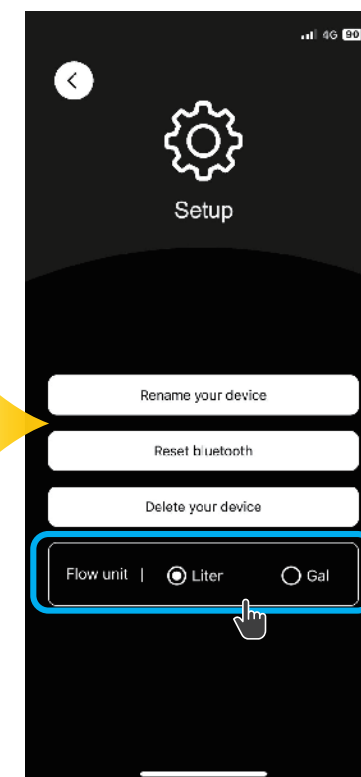 4G 90
Setup
Rename your device
Reset bluetooth
Delete your device
Flow unit | Liter Gal